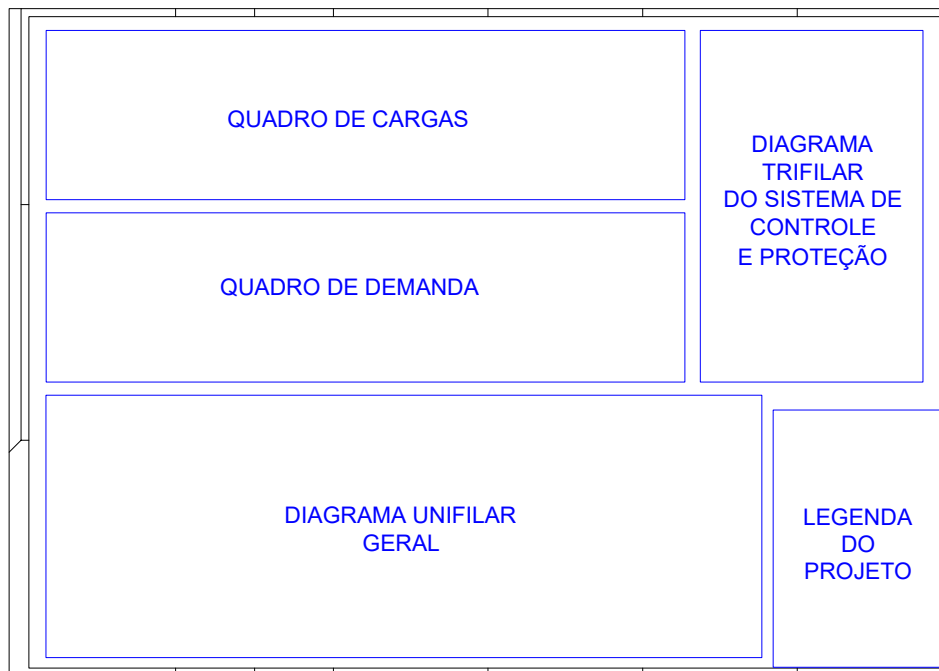 QUADRO DE CARGAS
DIAGRAMA
TRIFILAR
DO SISTEMA DE
CONTROLE
E PROTEÇÃO
QUADRO DE DEMANDA
DIAGRAMA UNIFILAR
GERAL
LEGENDA
DO
PROJETO